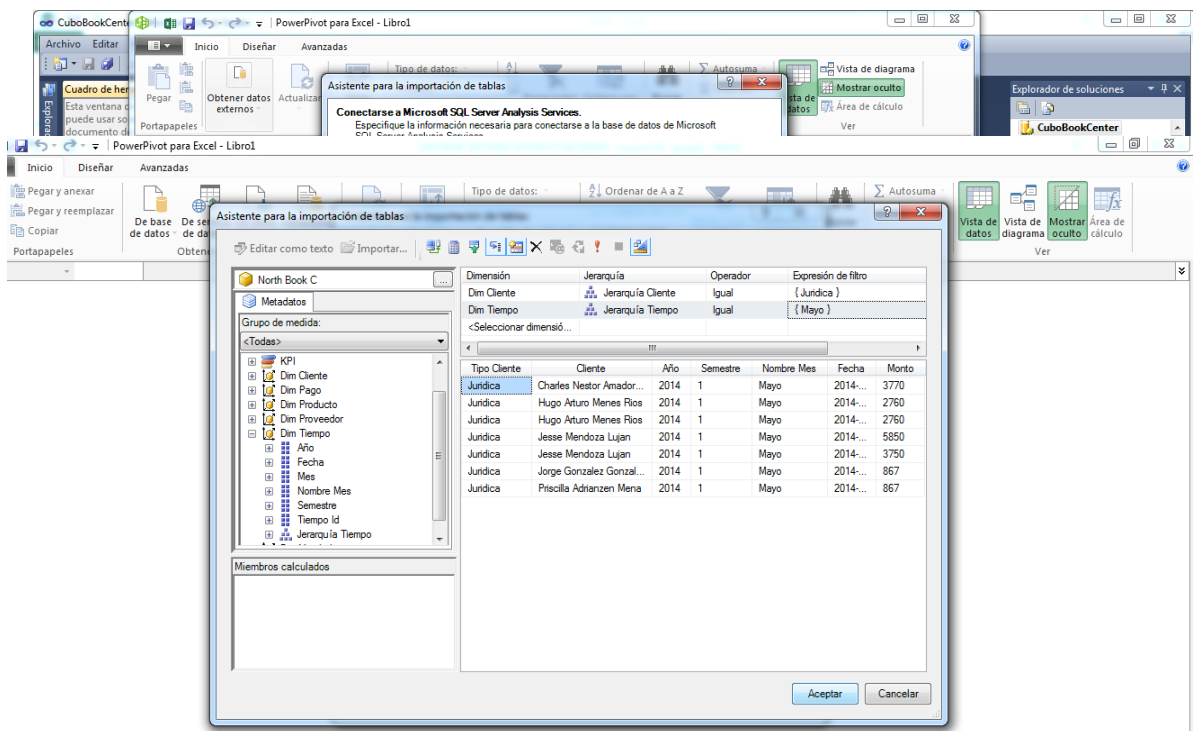 CuboBookCente
PowerPivot para Excel - Libro1
Archivo Editar
Inicio Diseñar Avanzadas
Tipo de datos:
Autosuma
Vista de diagrama
Mostrar oculto
Área de cálculo
Ver
Pegar
Obtener datos externos
Actualizar
Portapapeles
Cuadro de her
Esta ventana
puede usar so
documento d
Explorador de soluciones
CuboBookCenter
Asistente para la importación de tablas
Conectarse a Microsoft SQL Server Analysis Services.
Especifique la información necesaria para conectarse a la base de datos de Microsoft
SQL Server Analysis Services
PowerPivot para Excel - Libro1
Inicio Diseñar Avanzadas
Pegar y anexar
Pegar y reemplazar
Copiar
Portapapeles
De base de datos
De ser de da
Obten
Tipo de datos:
Ordenar de A a Z
Autosuma
Vista de datos
Vista de diagrama
Mostrar oculto
Área de cálculo
Ver
Asistente para la importación de tablas
Editar como texto Importar...
North Book C ...
Metadatos
Grupo de medida:
<Todas>
KPI
Dim Cliente
Dim Pago
Dim Producto
Dim Proveedor
Dim Tiempo
Año
Fecha
Mes
Nombre Mes
Semestre
Tiempo Id
Jerarquía Tiempo
Miembros calculados
Dimensión Jerarquía Operador Expresión de filtro
Dim Cliente Jerarquía Cliente Igual { Juridica }
Dim Tiempo Jerarquía Tiempo Igual { Mayo }
<Seleccionar dimensió...
Tipo Cliente Cliente Año Semestre Nombre Mes Fecha Monto
Juridica Charles Nestor Amador... 2014 1 Mayo 2014-... 3770
Juridica Hugo Arturo Menes Rios 2014 1 Mayo 2014-... 2760
Juridica Hugo Arturo Menes Rios 2014 1 Mayo 2014-... 2760
Juridica Jesse Mendoza Lujan 2014 1 Mayo 2014-... 5850
Juridica Jesse Mendoza Lujan 2014 1 Mayo 2014-... 3750
Juridica Jorge Gonzalez Gonzal... 2014 1 Mayo 2014-... 867
Juridica Priscilla Adrianzen Mena 2014 1 Mayo 2014-... 867
Aceptar Cancelar